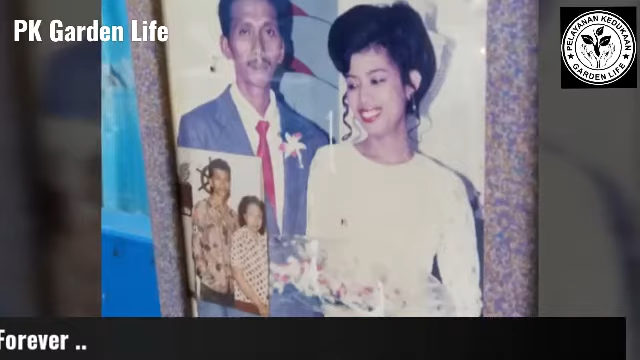 PK Garden Life
PELAYANAN KEDUKAAN
★ GARDEN LIFE ★
Forever ..